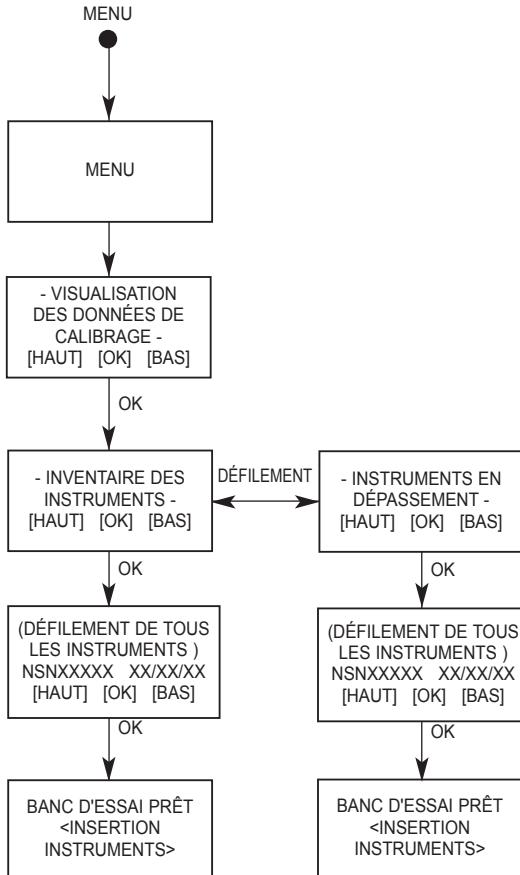 MENU
MENU
- VISUALISATION
DES DONNÉES DE
CALIBRAGE -
[HAUT] [OK] [BAS]
OK
- INVENTAIRE DES
INSTRUMENTS -
[HAUT] [OK] [BAS]
DÉFILEMENT
- INSTRUMENTS EN
DÉPASSEMENT -
[HAUT] [OK] [BAS]
OK
OK
(DÉFILEMENT DE TOUS
LES INSTRUMENTS )
NSNXXXXX XX/XX/XX
[HAUT] [OK] [BAS]
(DÉFILEMENT DE TOUS
LES INSTRUMENTS )
NSNXXXXX XX/XX/XX
[HAUT] [OK] [BAS]
OK
OK
BANC D'ESSAI PRÊT
<INSERTION
INSTRUMENTS>
BANC D'ESSAI PRÊT
<INSERTION
INSTRUMENTS>